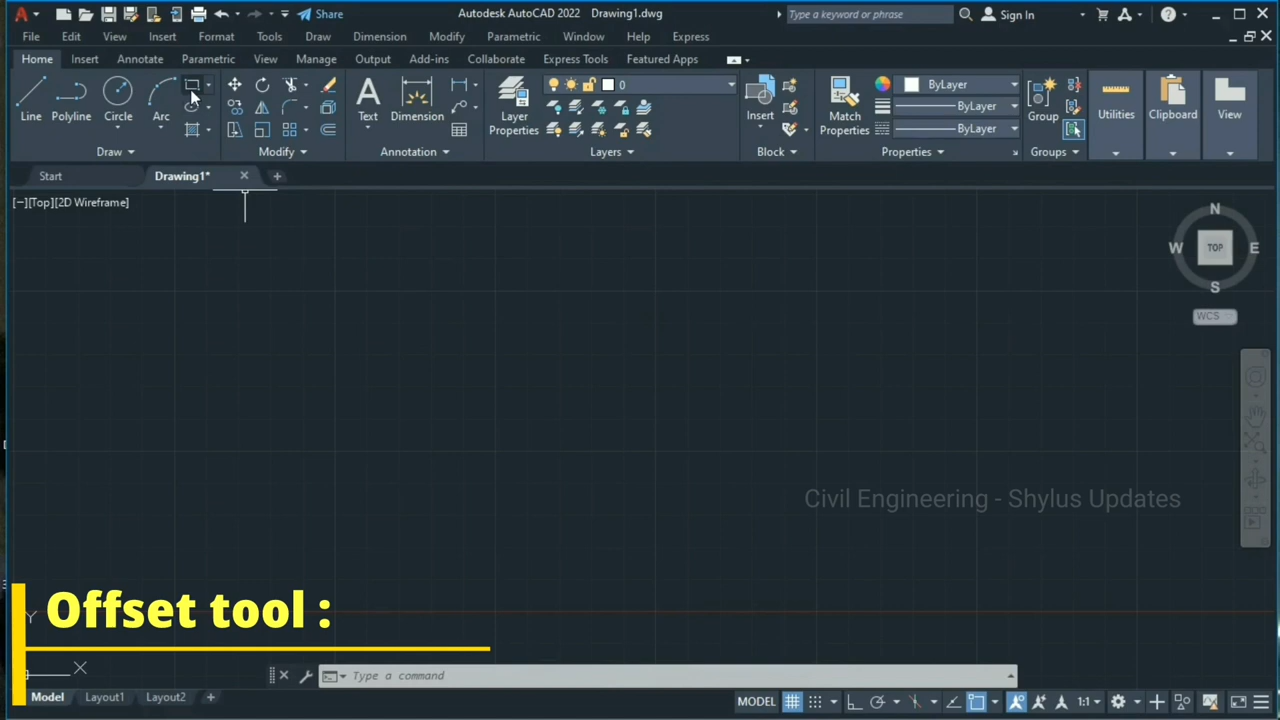 Share
Autodesk AutoCAD 2022 Drawing1.dwg
Type a keyword or phrase
Sign In
File Edit View Insert Format Tools Draw Dimension Modify Parametric Window Help Express
Home Insert Annotate Parametric View Manage Output Add-ins Collaborate Express Tools Featured Apps
0
ByLayer
ByLayer
ByLayer
Line Polyline Circle Arc Text Dimension Layer Properties Insert Match Properties Group Utilities Clipboard View
Draw Modify Annotation Layers Block Properties Groups
Start Drawing1*
[−][Top][2D Wireframe]
N
W TOP E
S
WCS
Civil Engineering - Shylus Updates
Offset tool :
Y
X
Type a command
Model Layout1 Layout2
MODEL 1:1